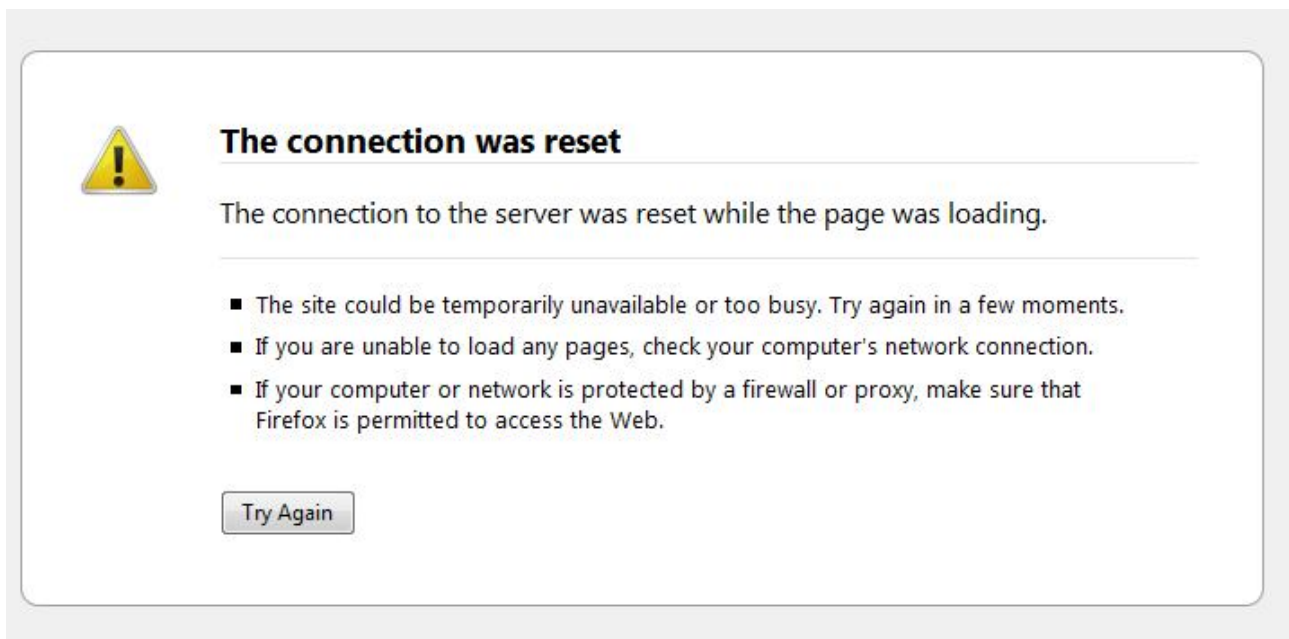 The connection was reset
The connection to the server was reset while the page was loading.
The site could be temporarily unavailable or too busy. Try again in a few moments.
If you are unable to load any pages, check your computer's network connection.
If your computer or network is protected by a firewall or proxy, make sure that
Firefox is permitted to access the Web.
Try Again